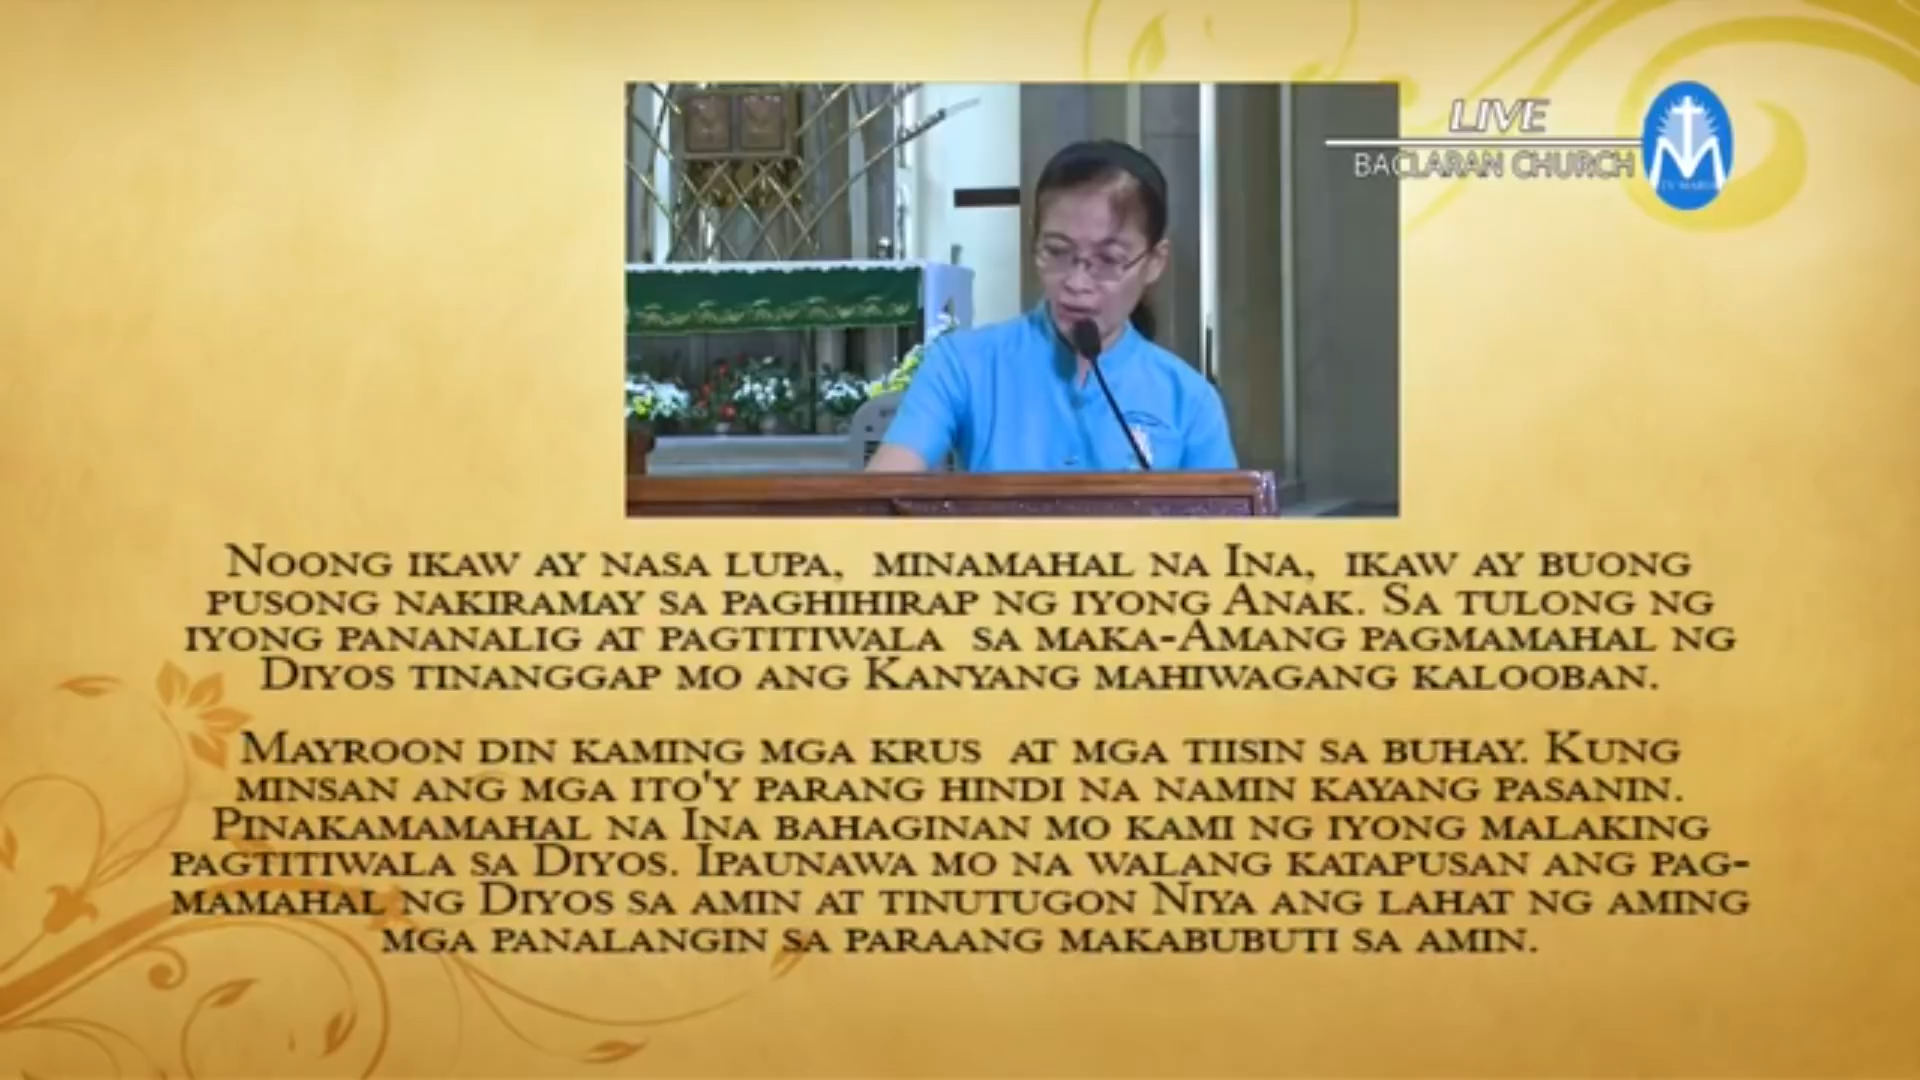 LIVE
BACLARAN CHURCH
TV MARIA
NOONG IKAW AY NASA LUPA, MINAMAHAL NA INA, IKAW AY BUONG
PUSONG NAKIRAMAY SA PAGHIHIRAP NG IYONG ANAK. SA TULONG NG
IYONG PANANALIG AT PAGTITIWALA SA MAKA-AMANG PAGMAMAHAL NG
DIYOS TINANGGAP MO ANG KANYANG MAHIWAGANG KALOOBAN.
MAYROON DIN KAMING MGA KRUS AT MGA TIISIN SA BUHAY. KUNG
MINSAN ANG MGA ITO'Y PARANG HINDI NA NAMIN KAYANG PASANIN.
PINAKAMAMAHAL NA INA BAHAGINAN MO KAMI NG IYONG MALAKING
PAGTITIWALA SA DIYOS. IPAUNAWA MO NA WALANG KATAPUSAN ANG PAG-
MAMAHAL NG DIYOS SA AMIN AT TINUTUGON NIYA ANG LAHAT NG AMING
MGA PANALANGIN SA PARAANG MAKABUBUTI SA AMIN.